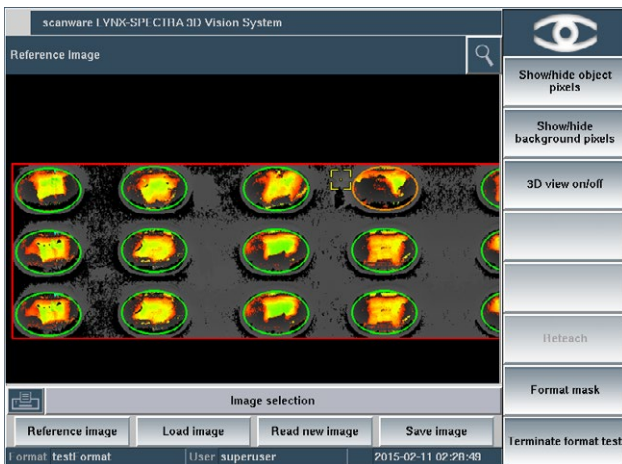 scanware LYNX-SPECTRA 3D Vision System
Reference Image
Show/hide object
pixels
Show/hide
background pixels
3D view on/off
Reteach
Format mask
Image selection
Reference image
Load image
Read new image
Save image
Terminate format test
Format testFormat
User superuser
2015-02-11 02:28:49